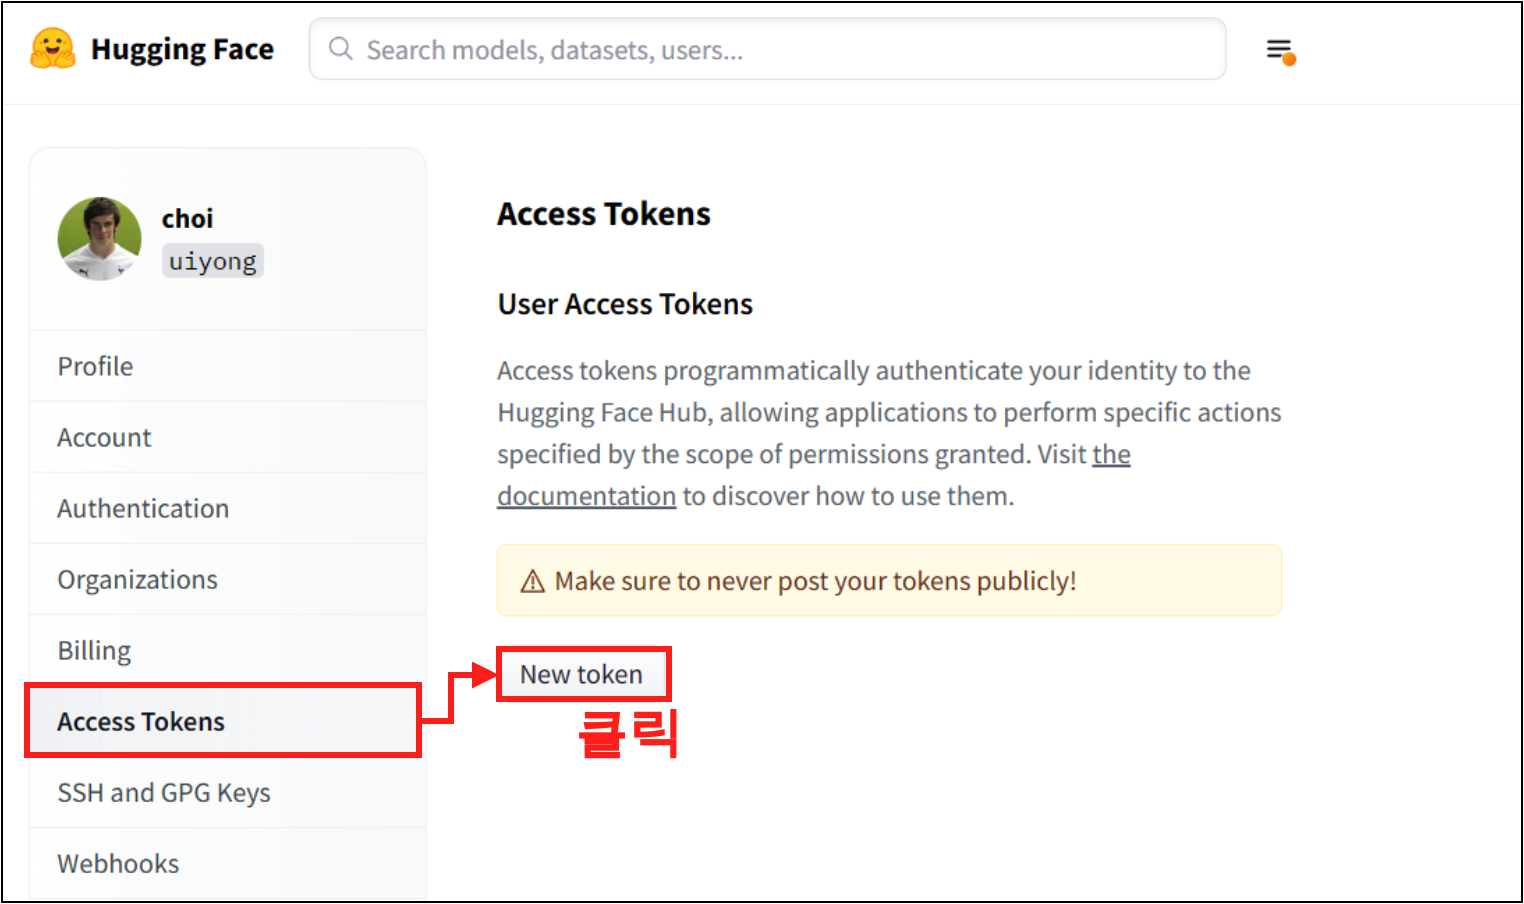 Hugging Face
Search models, datasets, users...
choi
uiyong
Profile
Account
Authentication
Organizations
Billing
Access Tokens
SSH and GPG Keys
Webhooks
Access Tokens
User Access Tokens
Access tokens programmatically authenticate your identity to the
Hugging Face Hub, allowing applications to perform specific actions
specified by the scope of permissions granted. Visit the
documentation to discover how to use them.
Make sure to never post your tokens publicly!
New token
클릭